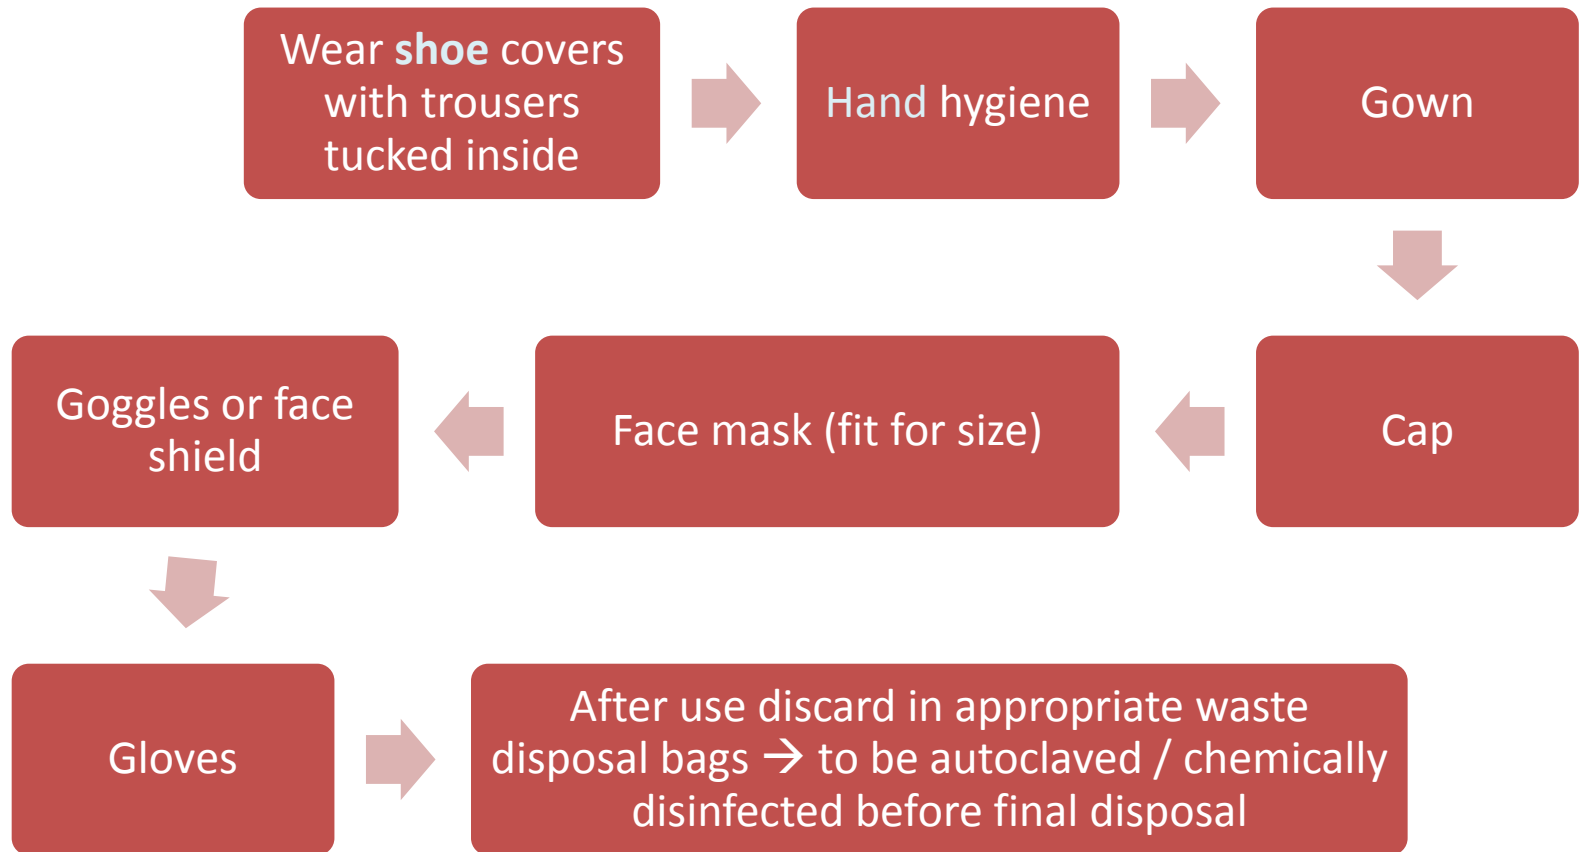 Wear shoe covers
with trousers
tucked inside
Hand hygiene
Gown
Cap
Face mask (fit for size)
Goggles or face
shield
Gloves
After use discard in appropriate waste
disposal bags → to be autoclaved / chemically
disinfected before final disposal